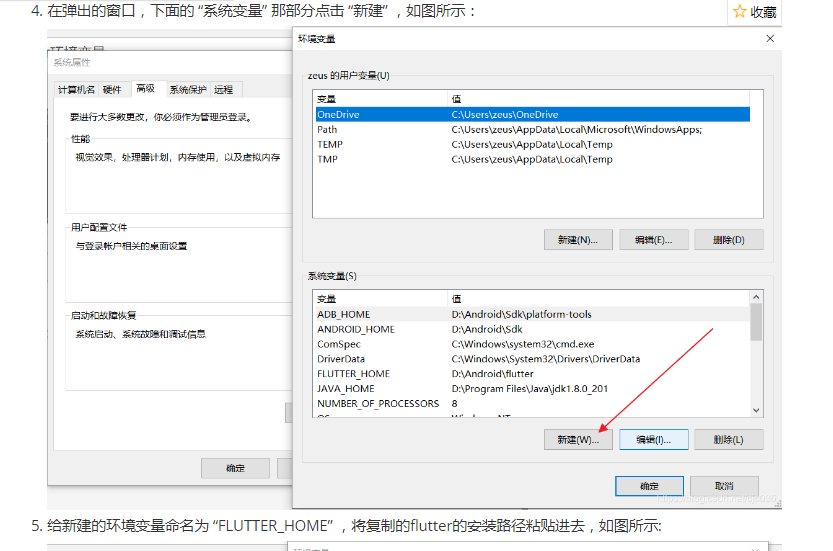 4. 在弹出的窗口，下面的 “系统变量” 那部分点击 “新建” ，如图所示：
收藏
环境变量
系统属性
计算机名 硬件 高级 系统保护 远程
要进行大多数更改，你必须作为管理员登录。
性能
视觉效果，处理器计划，内存使用，以及虚拟内存
用户配置文件
与登录帐户相关的桌面设置
启动和故障恢复
系统启动、系统故障和调试信息
确定
环境变量
zeus 的用户变量(U)
变量 值
OneDrive C:\Users\zeus\OneDrive
Path C:\Users\zeus\AppData\Local\Microsoft\WindowsApps;
TEMP C:\Users\zeus\AppData\Local\Temp
TMP C:\Users\zeus\AppData\Local\Temp
新建(N)... 编辑(E)... 删除(D)
系统变量(S)
变量 值
ADB_HOME D:\Android\Sdk\platform-tools
ANDROID_HOME D:\Android\Sdk
ComSpec C:\Windows\system32\cmd.exe
DriverData C:\Windows\System32\Drivers\DriverData
FLUTTER_HOME D:\Android\flutter
JAVA_HOME D:\Program Files\Java\jdk1.8.0_201
NUMBER_OF_PROCESSORS 8
OS Windows_NT
新建(W)... 编辑(I)... 删除(L)
确定 取消
5. 给新建的环境变量命名为 “FLUTTER_HOME” ，将复制的flutter的安装路径粘贴进去，如图所示:
环境变量